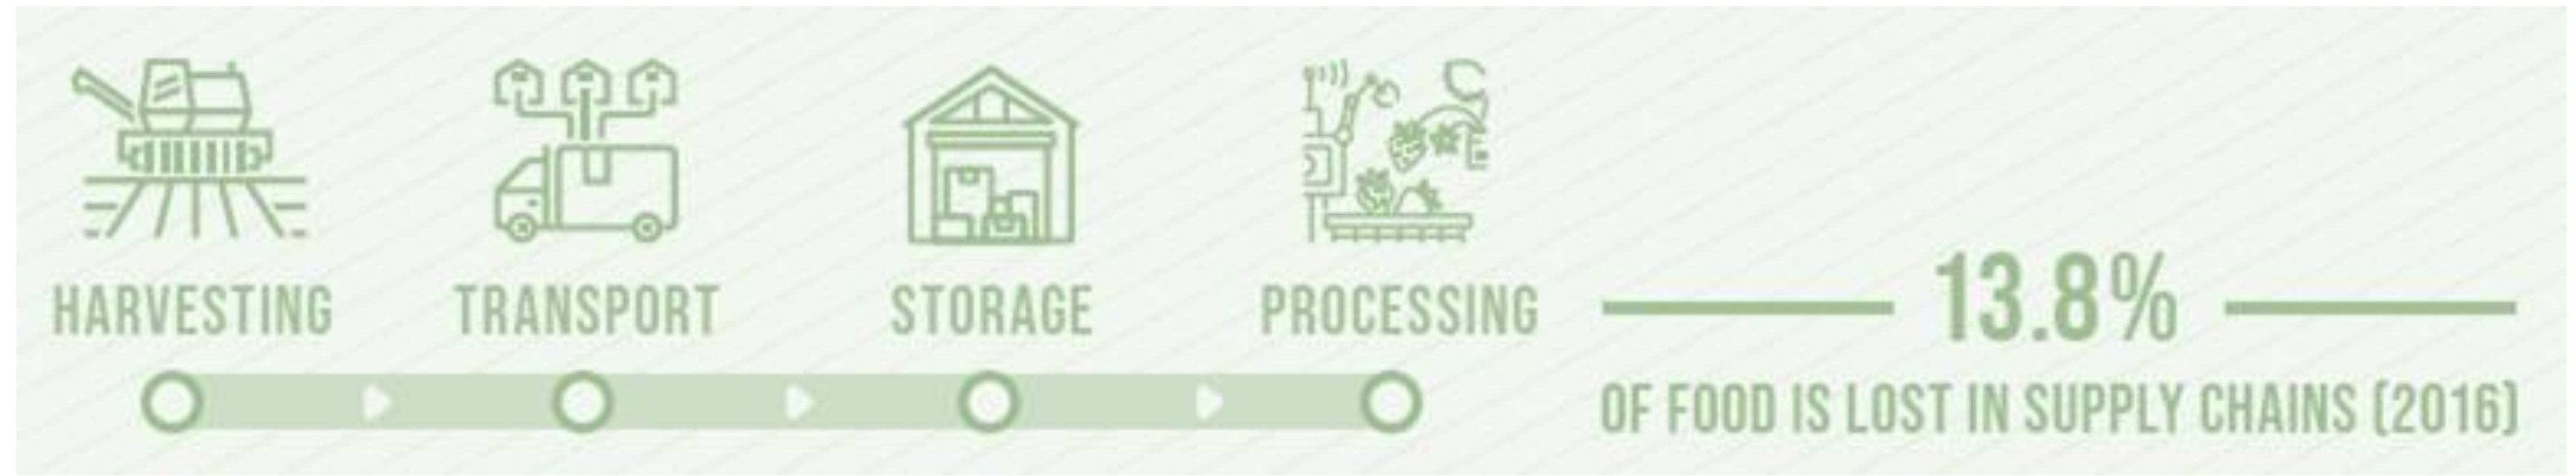 HARVESTING
TRANSPORT
STORAGE
PROCESSING
13.8%
OF FOOD IS LOST IN SUPPLY CHAINS (2016)